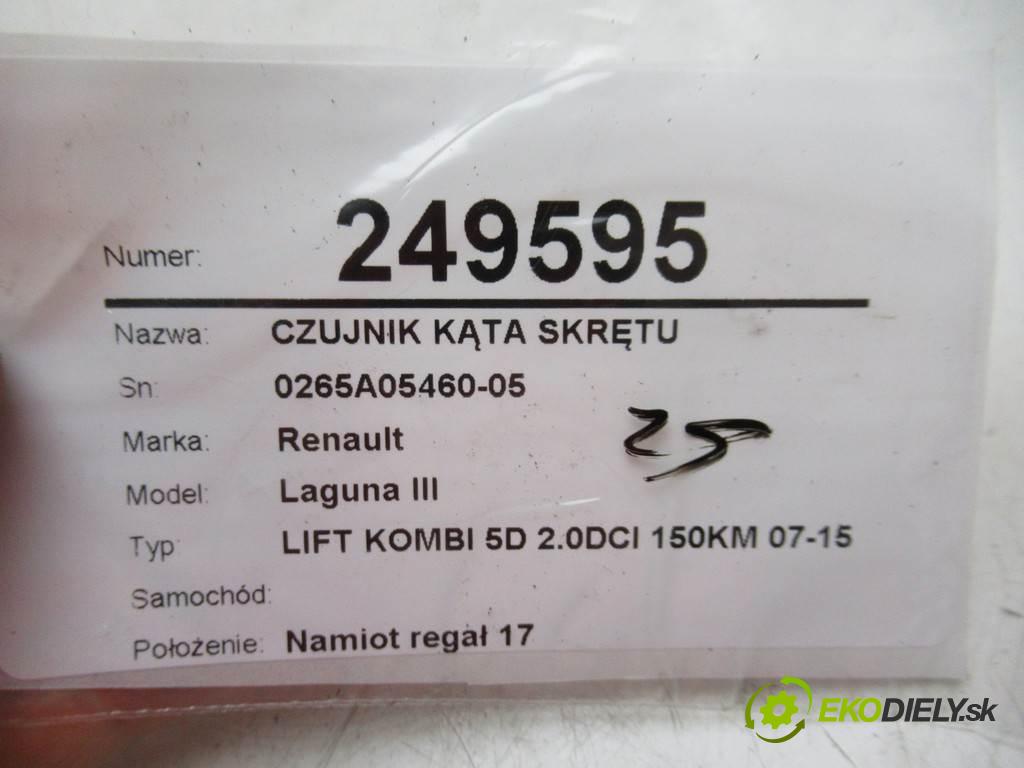 Numer: 249595
Nazwa: CZUJNIK KĄTA SKRĘTU
Sn: 0265A05460-05
Marka: Renault
25
Model: Laguna III
Typ: LIFT KOMBI 5D 2.0DCI 150KM 07-15
Samochód:
Położenie: Namiot regał 17
EKODIELY.sk